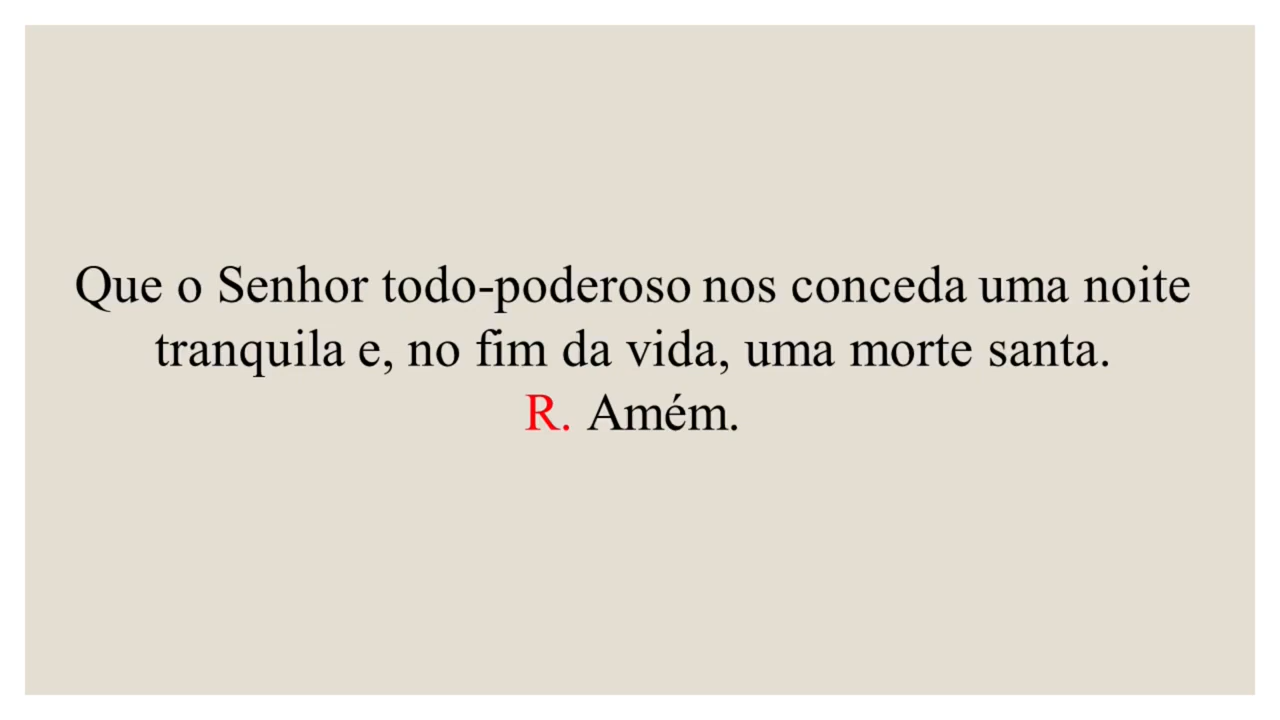 Que o Senhor todo-poderoso nos conceda uma noite
tranquila e, no fim da vida, uma morte santa.
R. Amém.